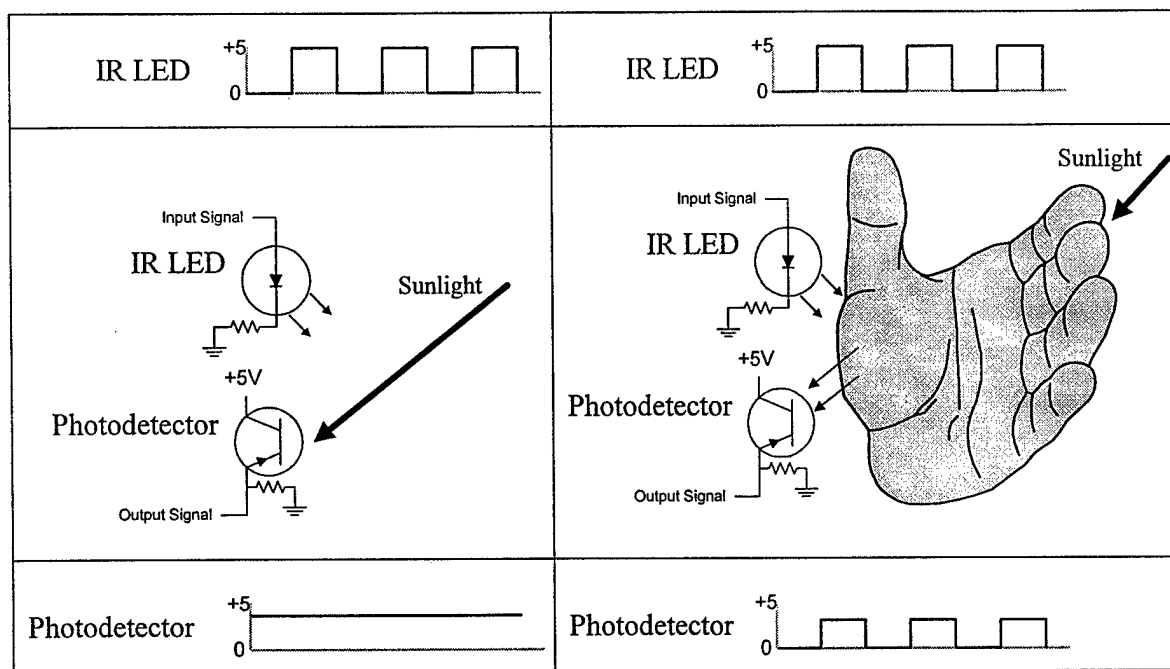 IR LED
+5
0
IR LED
+5
0
Input Signal
IR LED
Sunlight
+5V
Photodetector
Output Signal
Sunlight
Input Signal
IR LED
+5V
Photodetector
Output Signal
Photodetector
+5
0
Photodetector
+5
0